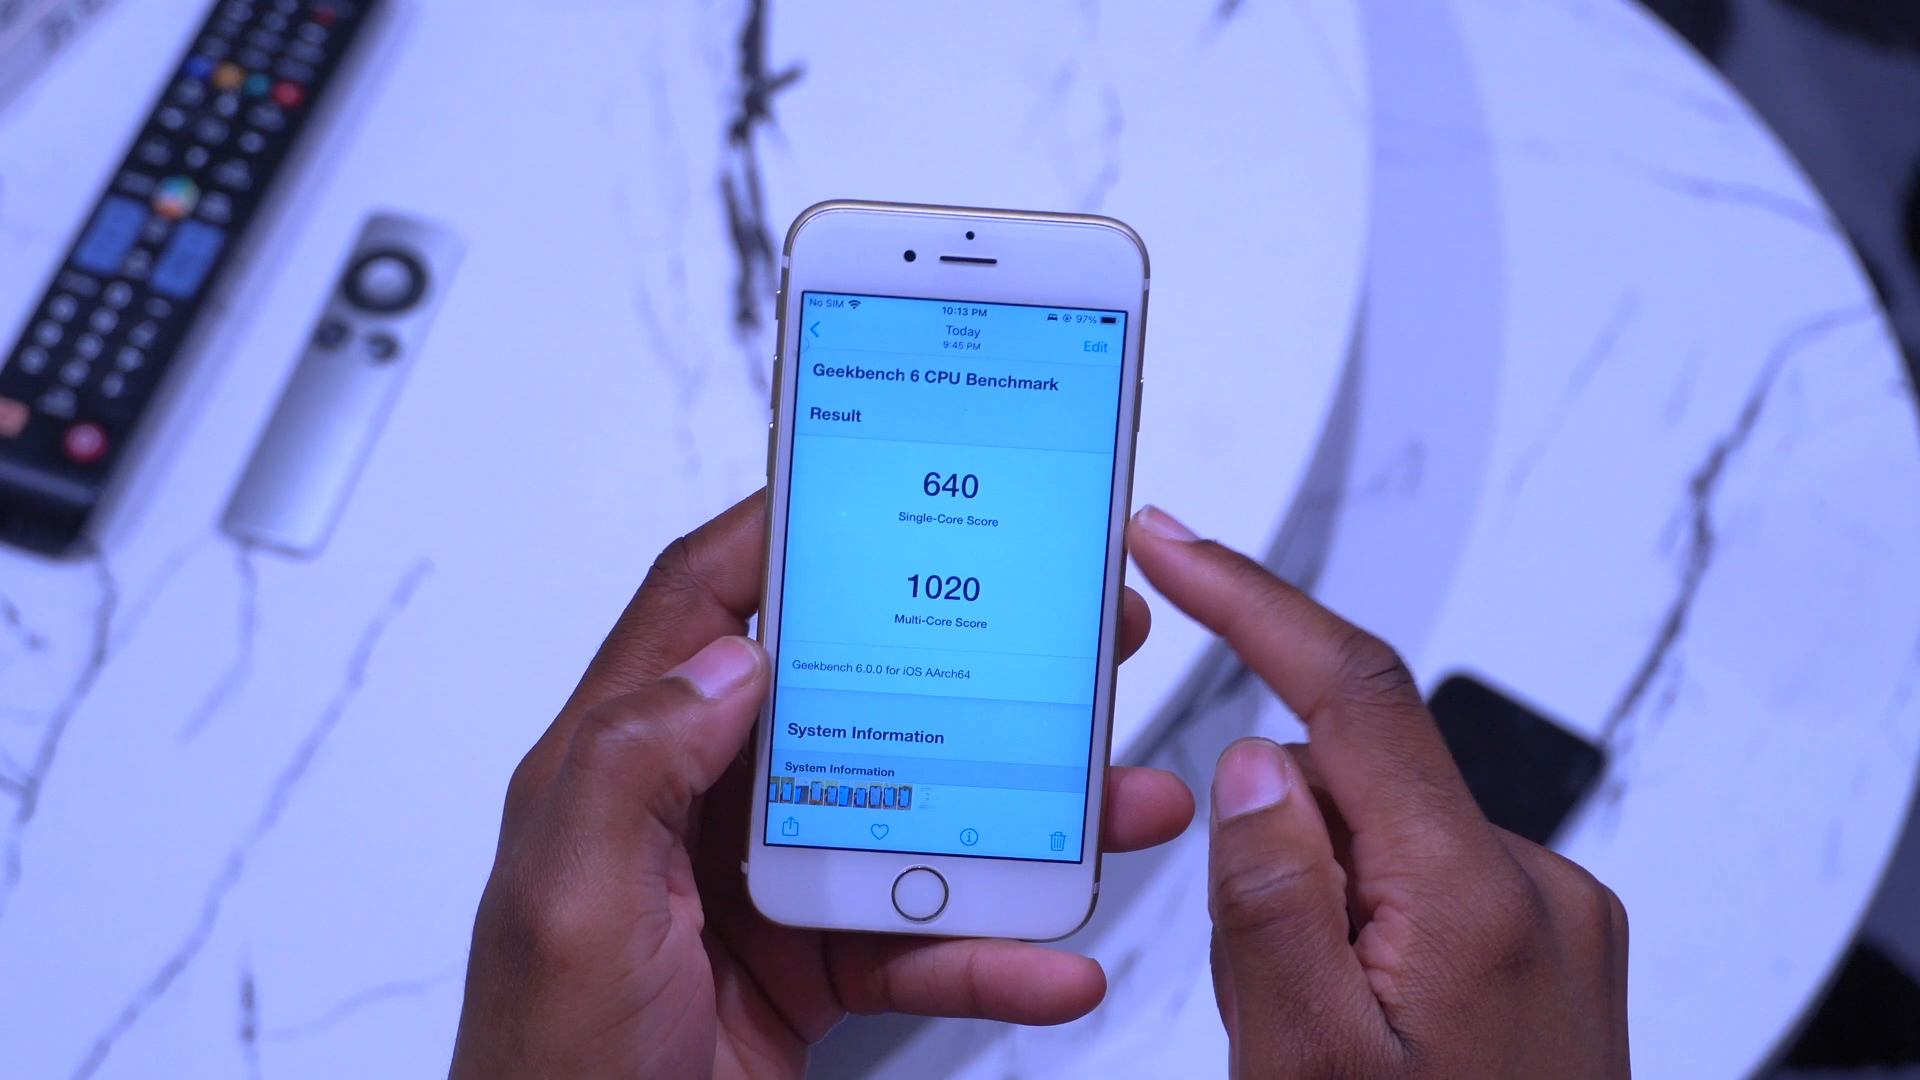 No SIM
10:13 PM
97%
Today
9:45 PM
Edit
Geekbench 6 CPU Benchmark
Result
640
Single-Core Score
1020
Multi-Core Score
Geekbench 6.0.0 for iOS AArch64
System Information
System Information